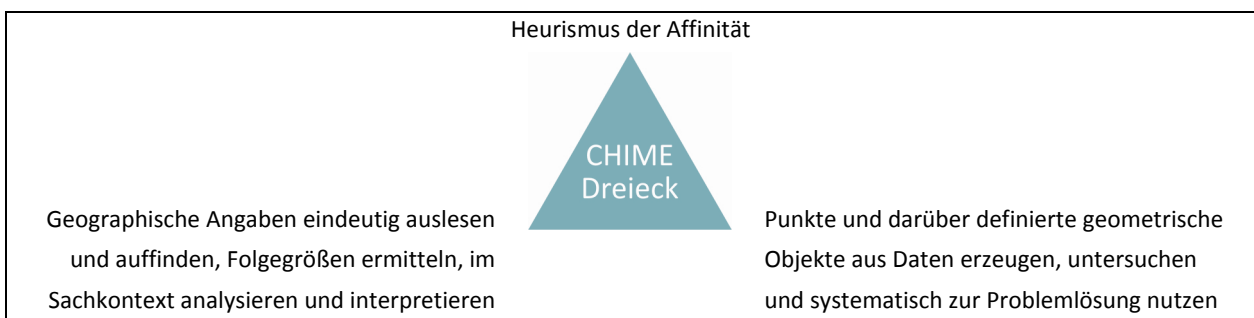 Heurismus der Affinität
CHIME
Dreieck
Geographische Angaben eindeutig auslesen
und auffinden, Folgegrößen ermitteln, im
Sachkontext analysieren und interpretieren
Punkte und darüber definierte geometrische
Objekte aus Daten erzeugen, untersuchen
und systematisch zur Problemlösung nutzen